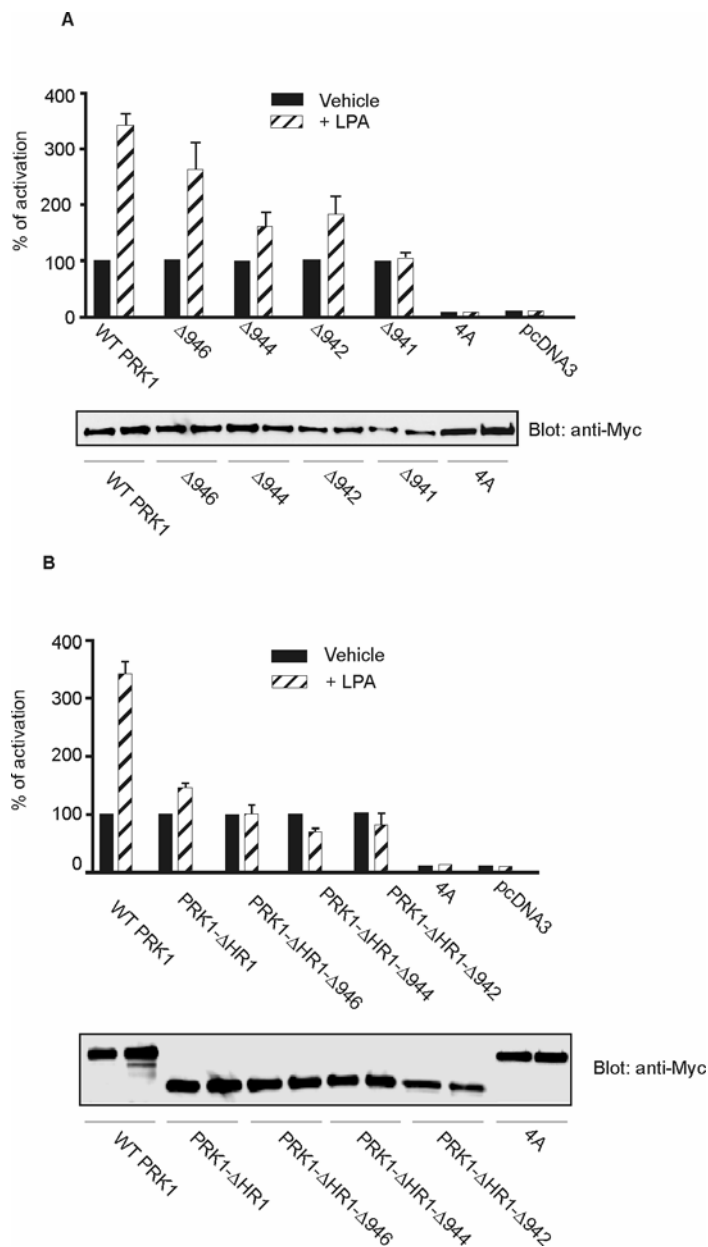 A
400
300
200
100
0
% of activation
Vehicle
+ LPA
WT PRK1
Δ946
Δ944
Δ942
Δ941
4A
pcDNA3
Blot: anti-Myc
WT PRK1
Δ946
Δ944
Δ942
Δ941
4A
B
400
300
200
100
0
% of activation
Vehicle
+ LPA
WT PRK1
PRK1-ΔHR1
PRK1-ΔHR1-Δ946
PRK1-ΔHR1-Δ944
PRK1-ΔHR1-Δ942
4A
pcDNA3
Blot: anti-Myc
WT PRK1
PRK1-ΔHR1
PRK1-ΔHR1-Δ946
PRK1-ΔHR1-Δ944
PRK1-ΔHR1-Δ942
4A